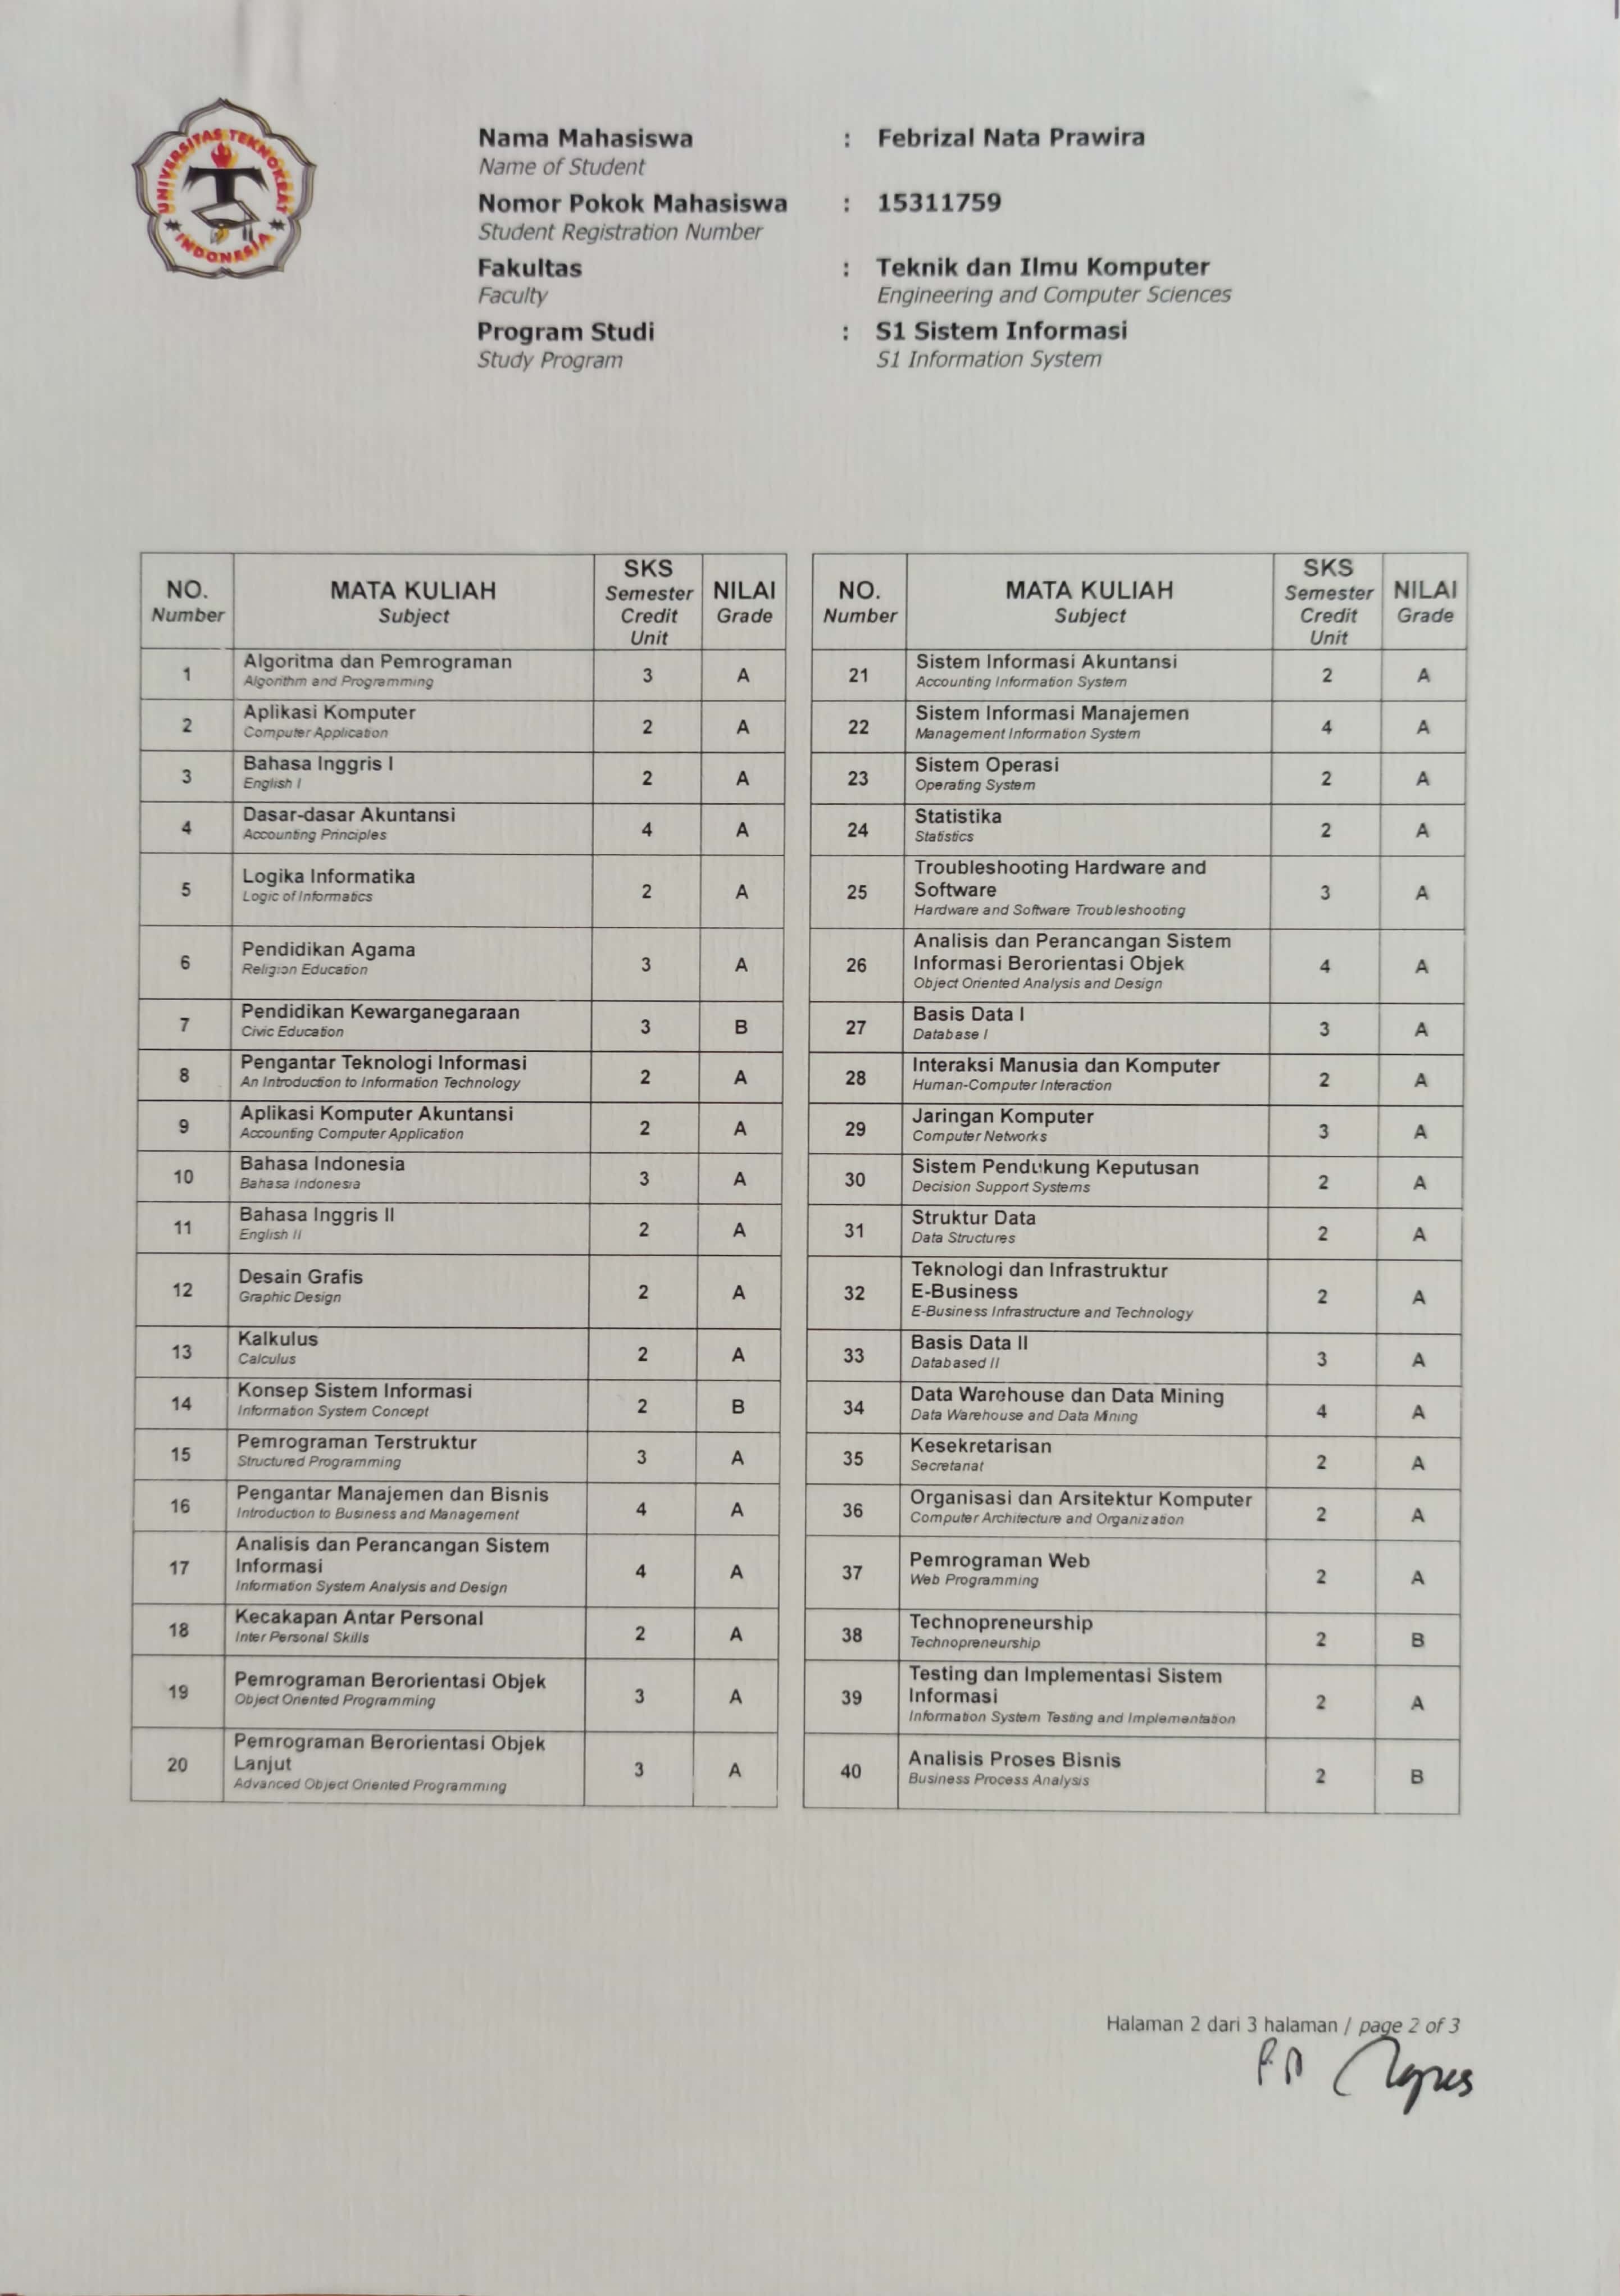 UNIVERSITAS TEKNOKRAT
INDONESIA
Nama Mahasiswa : Febrizal Nata Prawira
Name of Student
Nomor Pokok Mahasiswa : 15311759
Student Registration Number
Fakultas : Teknik dan Ilmu Komputer
Faculty Engineering and Computer Sciences
Program Studi : S1 Sistem Informasi
Study Program S1 Information System
NO. MATA KULIAH SKS NILAI
Number Subject Semester Grade
Credit
Unit
1 Algoritma dan Pemrograman 3 A
Algorithm and Programming
2 Aplikasi Komputer 2 A
Computer Application
3 Bahasa Inggris I 2 A
English I
4 Dasar-dasar Akuntansi 4 A
Accounting Principles
5 Logika Informatika 2 A
Logic of Informatics
6 Pendidikan Agama 3 A
Religion Education
7 Pendidikan Kewarganegaraan 3 B
Civic Education
8 Pengantar Teknologi Informasi 2 A
An Introduction to Information Technology
9 Aplikasi Komputer Akuntansi 2 A
Accounting Computer Application
10 Bahasa Indonesia 3 A
Bahasa Indonesia
11 Bahasa Inggris II 2 A
English II
12 Desain Grafis 2 A
Graphic Design
13 Kalkulus 2 A
Calculus
14 Konsep Sistem Informasi 2 B
Information System Concept
15 Pemrograman Terstruktur 3 A
Structured Programming
16 Pengantar Manajemen dan Bisnis 4 A
Introduction to Business and Management
17 Analisis dan Perancangan Sistem
Informasi 4 A
Information System Analysis and Design
18 Kecakapan Antar Personal 2 A
Inter Personal Skills
19 Pemrograman Berorientasi Objek 3 A
Object Oriented Programming
20 Pemrograman Berorientasi Objek
Lanjut 3 A
Advanced Object Oriented Programming
NO. MATA KULIAH SKS NILAI
Number Subject Semester Grade
Credit
Unit
21 Sistem Informasi Akuntansi 2 A
Accounting Information System
22 Sistem Informasi Manajemen 4 A
Management Information System
23 Sistem Operasi 2 A
Operating System
24 Statistika 2 A
Statistics
25 Troubleshooting Hardware and
Software 3 A
Hardware and Software Troubleshooting
26 Analisis dan Perancangan Sistem
Informasi Berorientasi Objek 4 A
Object Oriented Analysis and Design
27 Basis Data I 3 A
Database I
28 Interaksi Manusia dan Komputer 2 A
Human-Computer Interaction
29 Jaringan Komputer 3 A
Computer Networks
30 Sistem Pendukung Keputusan 2 A
Decision Support Systems
31 Struktur Data 2 A
Data Structures
32 Teknologi dan Infrastruktur
E-Business 2 A
E-Business Infrastructure and Technology
33 Basis Data II 3 A
Databased II
34 Data Warehouse dan Data Mining 4 A
Data Warehouse and Data Mining
35 Kesekretarisan 2 A
Secretariat
36 Organisasi dan Arsitektur Komputer 2 A
Computer Architecture and Organization
37 Pemrograman Web 2 A
Web Programming
38 Technopreneurship 2 B
Technopreneurship
39 Testing dan Implementasi Sistem
Informasi 2 A
Information System Testing and Implementation
40 Analisis Proses Bisnis 2 B
Business Process Analysis
Halaman 2 dari 3 halaman / page 2 of 3